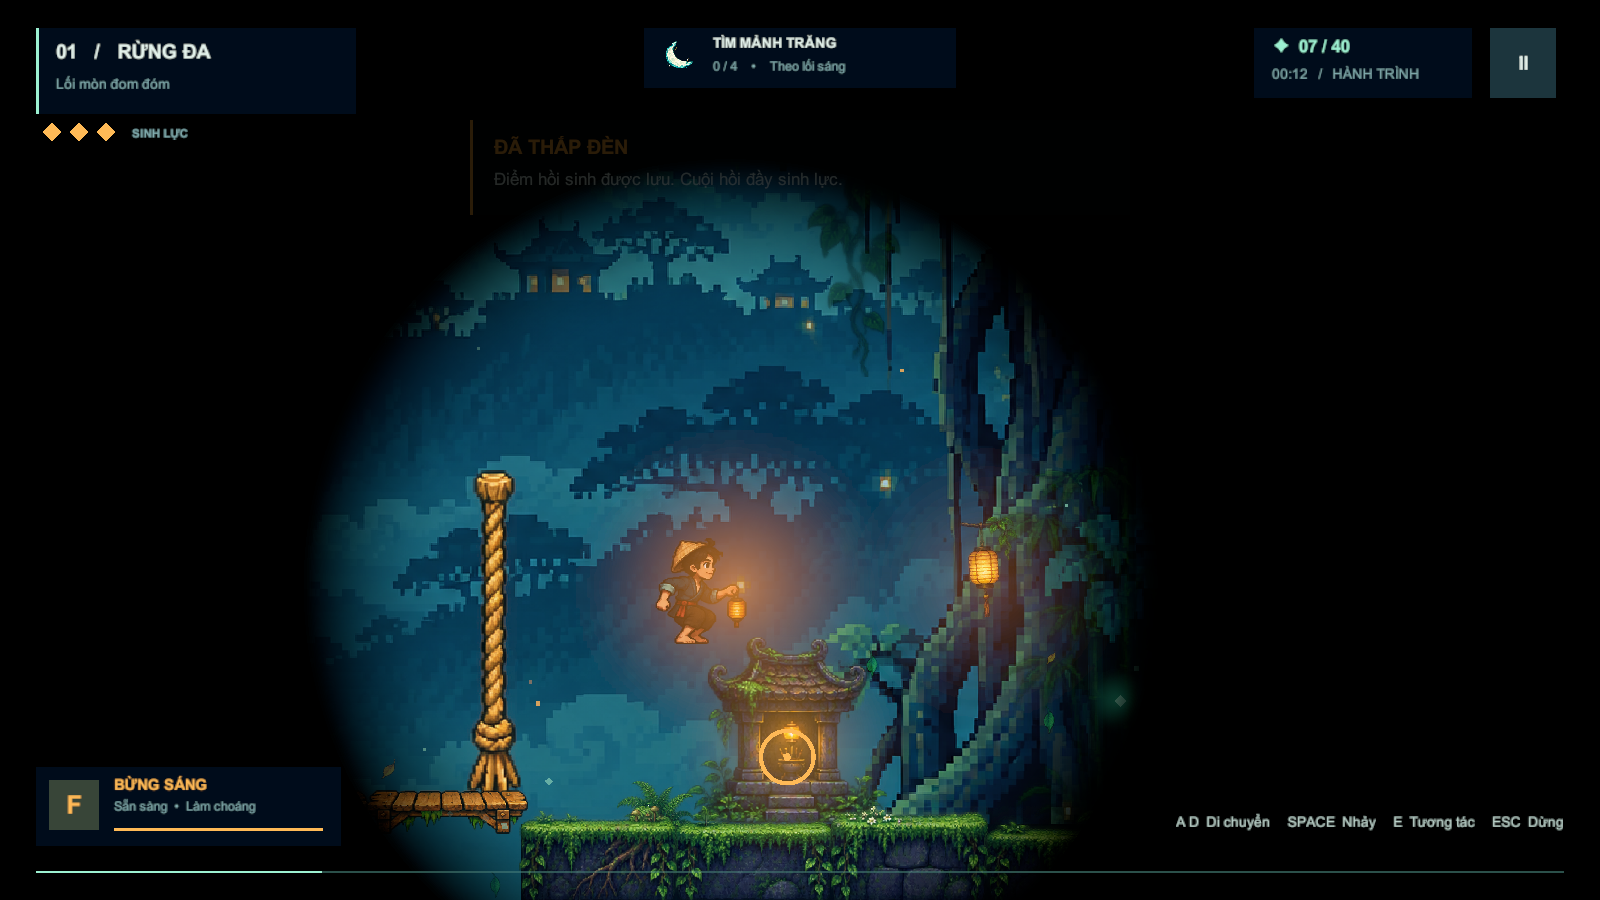 01 / RỪNG ĐA
Lối mòn đom đóm
SINH LỰC
TÌM MẢNH TRĂNG
0 / 4 • Theo lối sáng
07 / 40
00:12 / HÀNH TRÌNH
II
ĐÃ THẮP ĐÈN
Điểm hồi sinh được lưu. Cuội hồi đầy sinh lực.
F
BỪNG SÁNG
Sẵn sàng • Làm choáng
A D Di chuyển SPACE Nhảy E Tương tác ESC Dừng